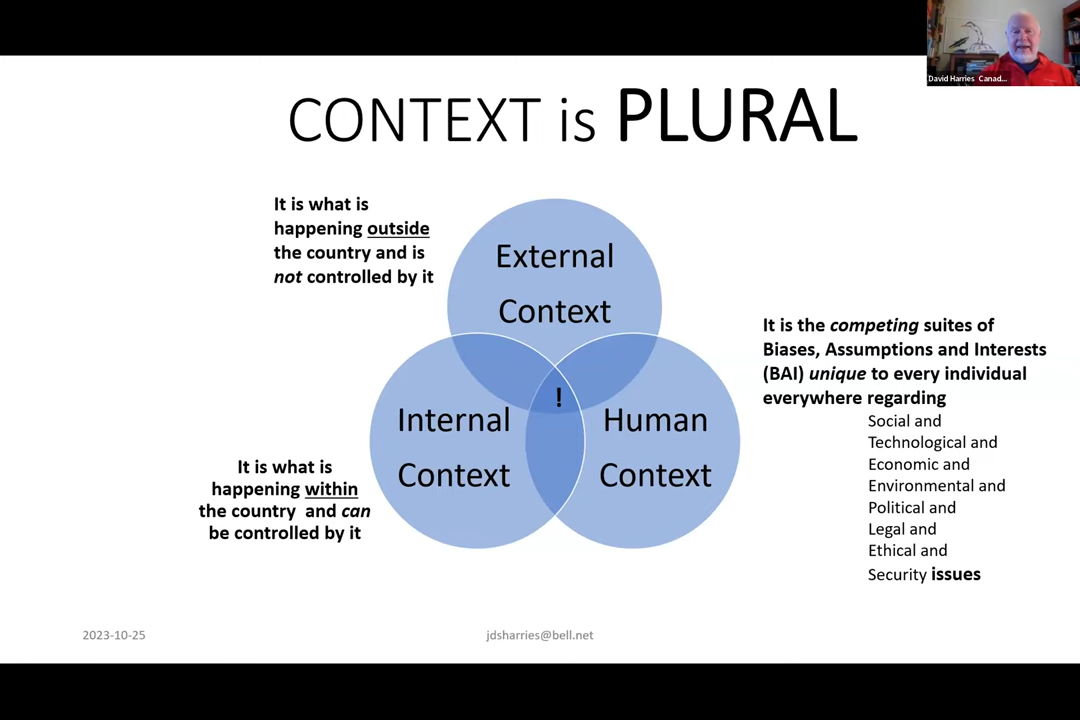 David Harries Canad...
CONTEXT is PLURAL
It is what is
happening outside
the country and is
not controlled by it
External
Context
It is the competing suites of
Biases, Assumptions and Interests
(BAI) unique to every individual
everywhere regarding
Social and
Technological and
Economic and
Environmental and
Political and
Legal and
Ethical and
Security issues
!
Internal
Context
Human
Context
It is what is
happening within
the country and can
be controlled by it
2023-10-25
jdsharries@bell.net